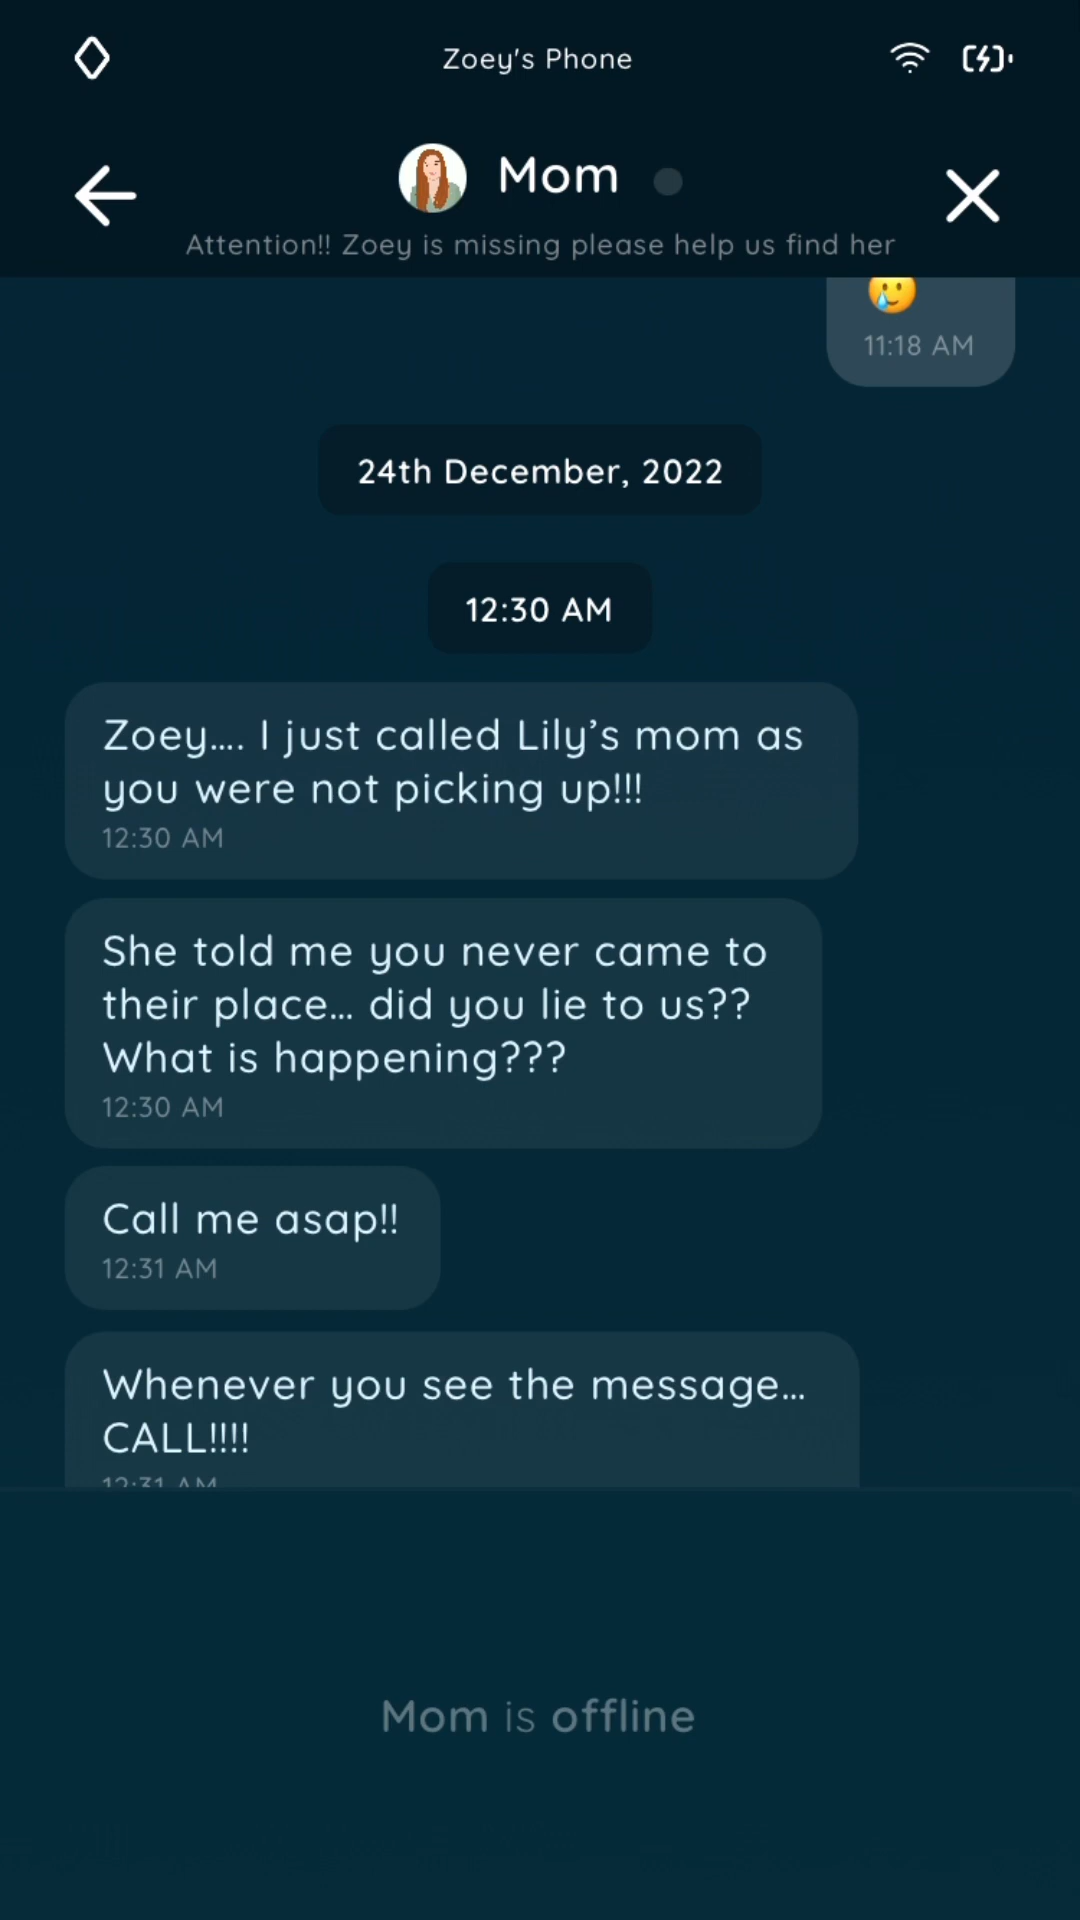 Zoey's Phone
Mom
Attention!! Zoey is missing please help us find her
11:18 AM
24th December, 2022
12:30 AM
Zoey.... I just called Lily’s mom as
you were not picking up!!!
12:30 AM
She told me you never came to
their place... did you lie to us??
What is happening???
12:30 AM
Call me asap!!
12:31 AM
Whenever you see the message...
CALL!!!!
12:31 AM
Mom is offline